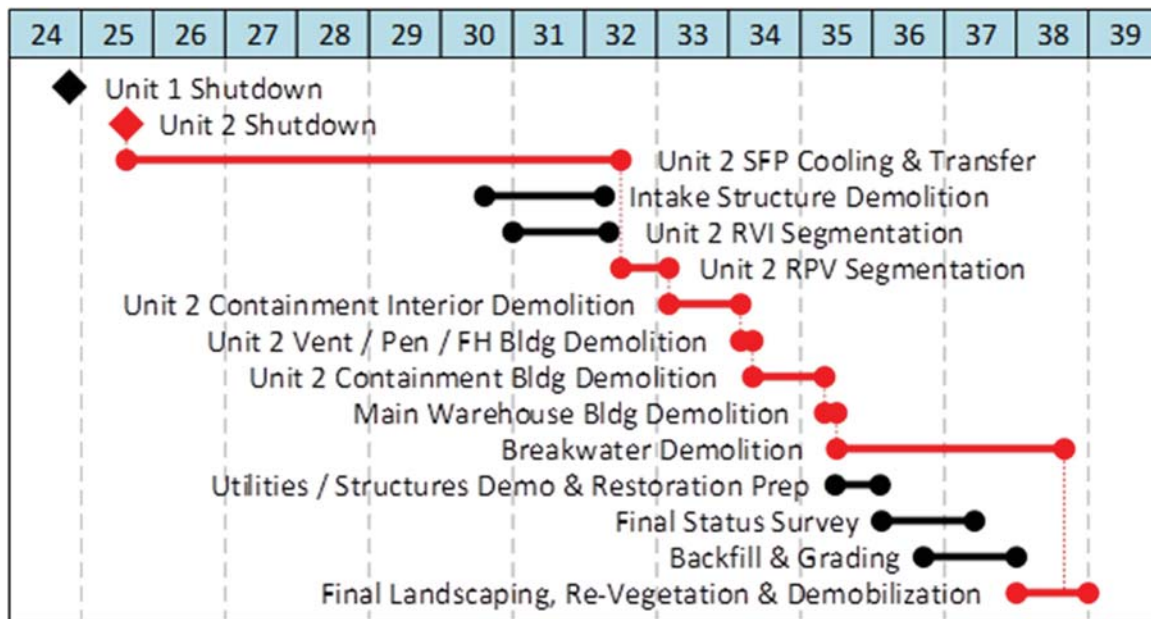 24 25 26 27 28 29 30 31 32 33 34 35 36 37 38 39
Unit 1 Shutdown
Unit 2 Shutdown
Unit 2 SFP Cooling & Transfer
Intake Structure Demolition
Unit 2 RVI Segmentation
Unit 2 RPV Segmentation
Unit 2 Containment Interior Demolition
Unit 2 Vent / Pen / FH Bldg Demolition
Unit 2 Containment Bldg Demolition
Main Warehouse Bldg Demolition
Breakwater Demolition
Utilities / Structures Demo & Restoration Prep
Final Status Survey
Backfill & Grading
Final Landscaping, Re-Vegetation & Demobilization